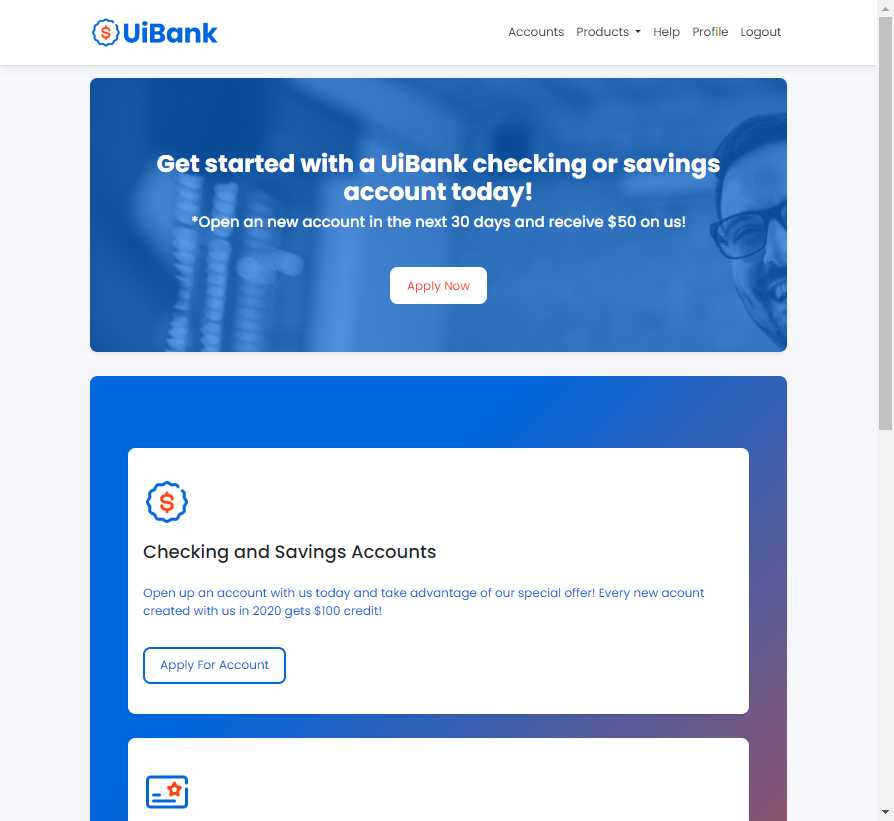 UiBank
Accounts Products Help Profile Logout
Get started with a UiBank checking or savings
account today!
*Open an new account in the next 30 days and receive $50 on us!
Apply Now
$
Checking and Savings Accounts
Open up an account with us today and take advantage of our special offer! Every new acount
created with us in 2020 gets $100 credit!
Apply For Account